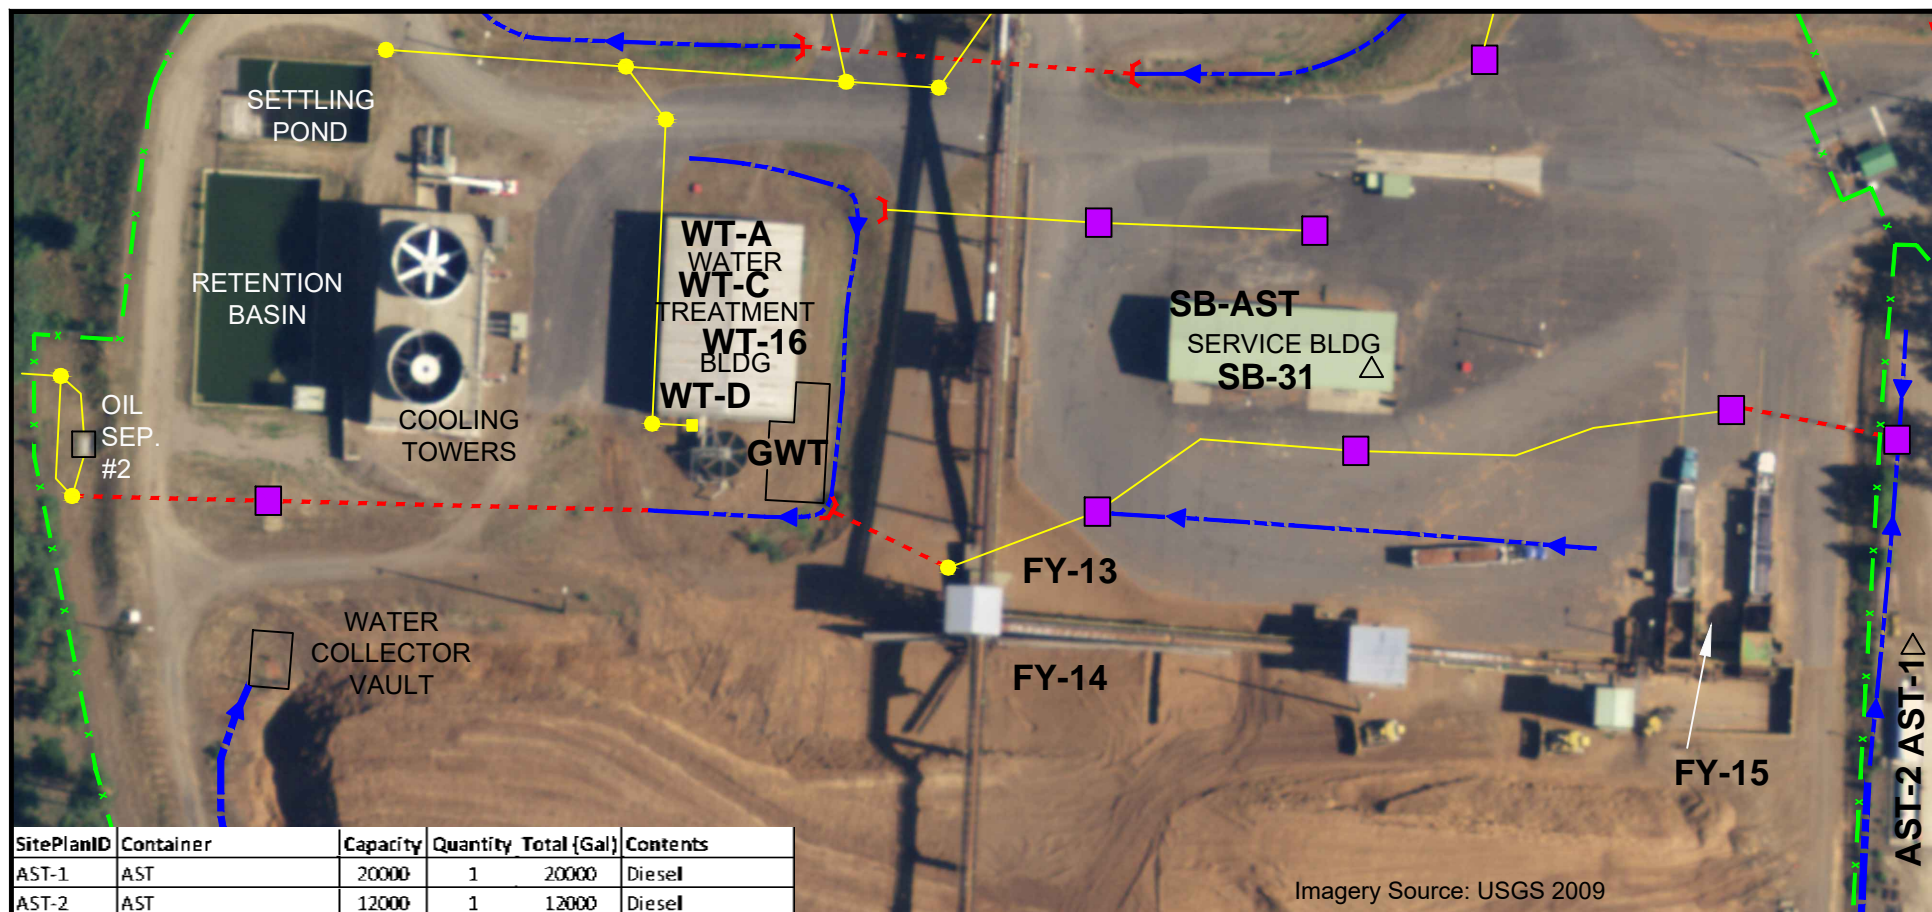 SETTLING
POND
WT-A
WATER
WT-C
TREATMENT
WT-16
BLDG
WT-D
RETENTION
BASIN
SB-AST
SERVICE BLDG
SB-31
OIL
SEP.
#2
COOLING
TOWERS
GWT
FY-13
WATER
COLLECTOR
VAULT
FY-14
FY-15
AST-2 AST-1
SitePlanID Container Capacity Quantity Total (Gal) Contents
AST-1 AST 20000 1 20000 Diesel
AST-2 AST 12000 1 12000 Diesel
Imagery Source: USGS 2009